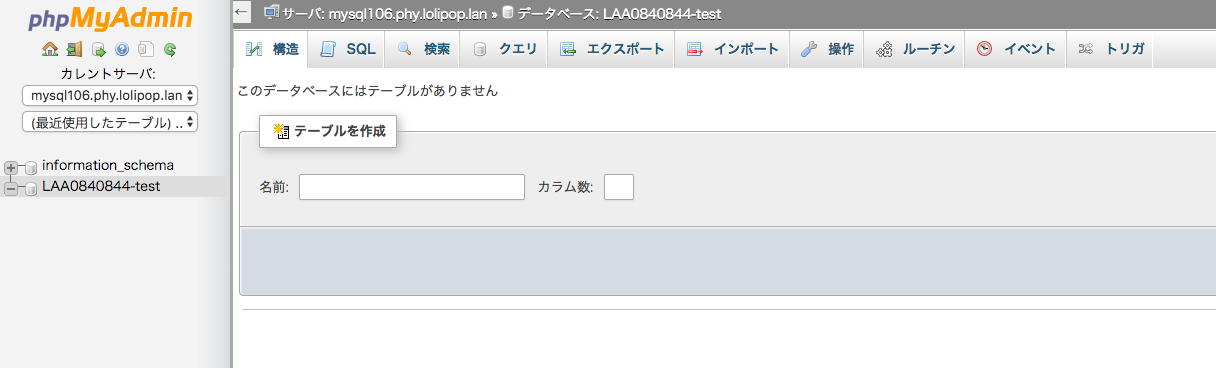 phpMyAdmin
カレントサーバ:
mysql106.phy.lolipop.lan
(最近使用したテーブル) ..
information_schema
LAA0840844-test
サーバ: mysql106.phy.lolipop.lan » データベース: LAA0840844-test
構造 SQL 検索 クエリ エクスポート インポート 操作 ルーチン イベント トリガ
このデータベースにはテーブルがありません
テーブルを作成
名前: カラム数: